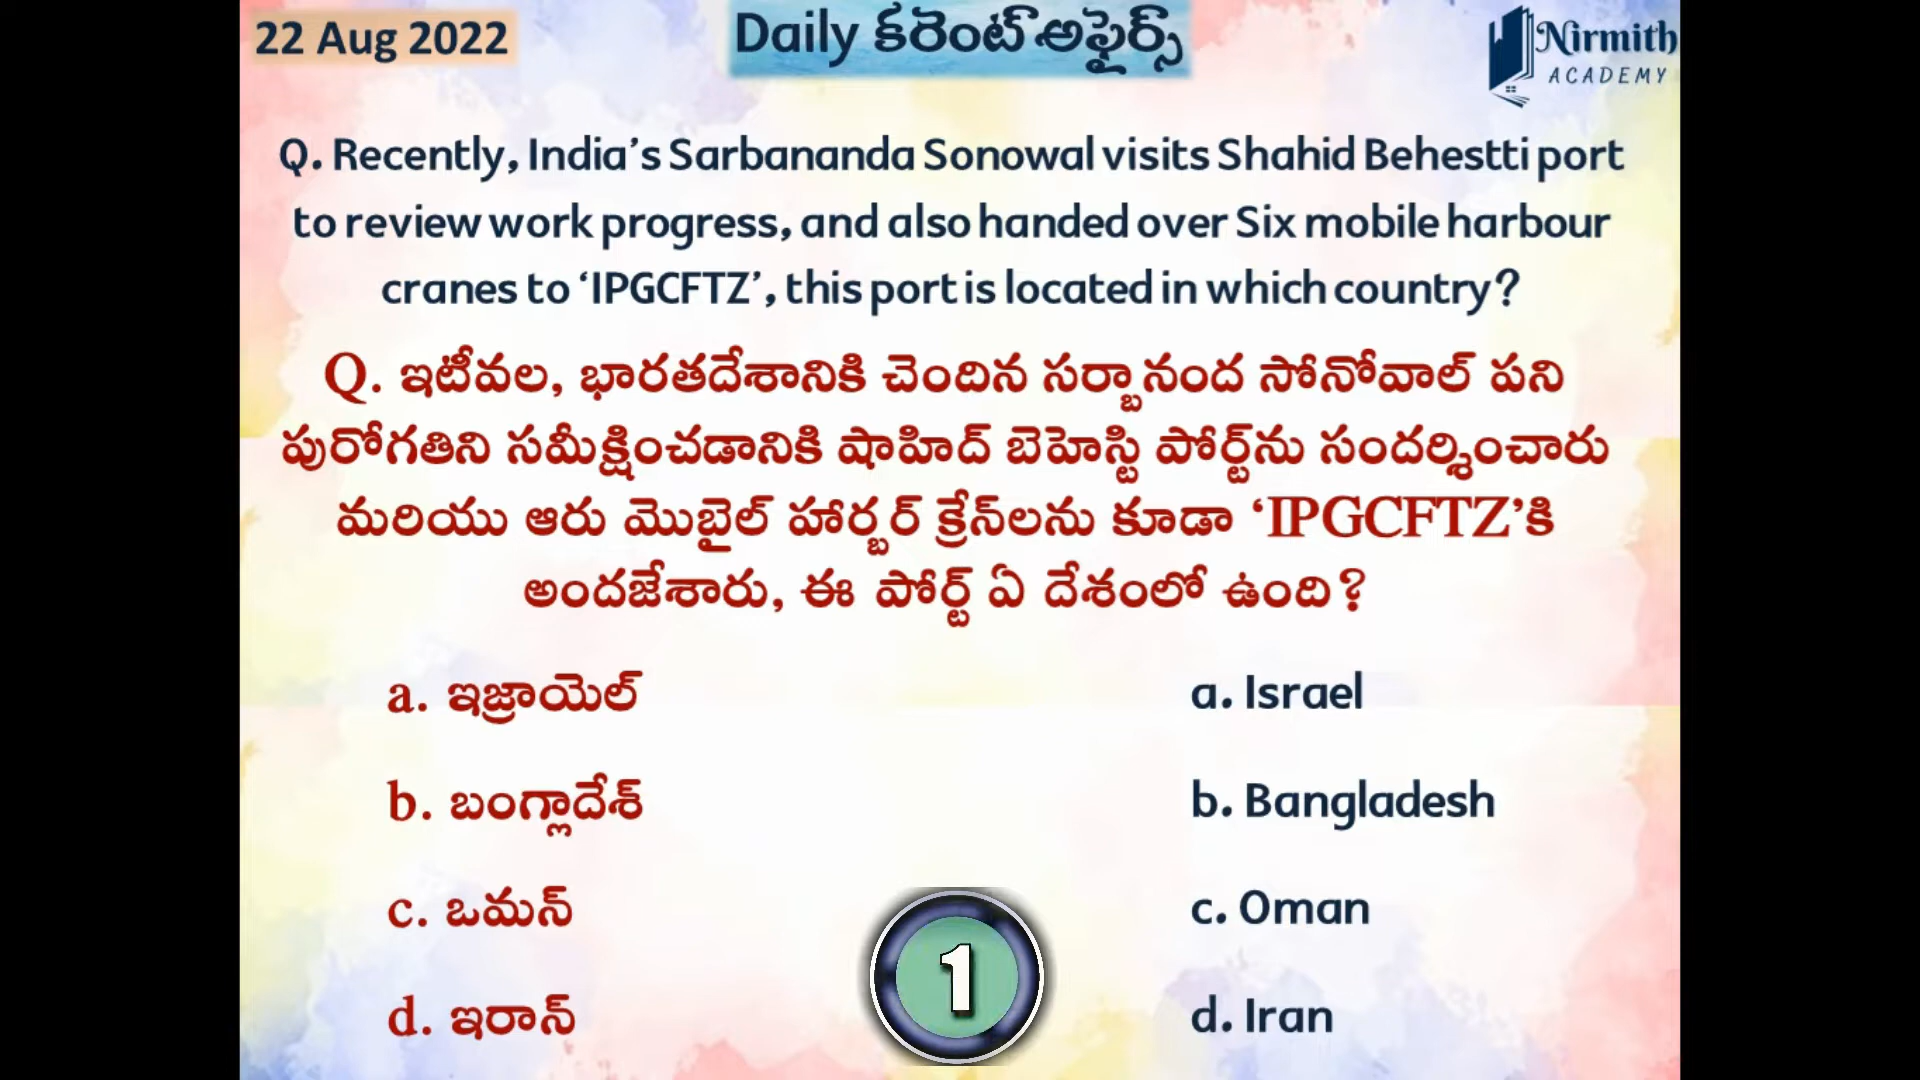 22 Aug 2022
Daily కరెంట్ అఫైర్స్
Nirmith
ACADEMY
Q. Recently, India’s Sarbananda Sonowal visits Shahid Behestti port
to review work progress, and also handed over Six mobile harbour
cranes to ‘IPGCFTZ’, this port is located in which country?
Q. ఇటీవల, భారతదేశానికి చెందిన సర్బానంద సోనోవాల్ పని
పురోగతిని సమీక్షించడానికి షాహిద్ బెహెస్టి పోర్ట్‌ను సందర్శించారు
మరియు ఆరు మొబైల్ హార్బర్ క్రేన్‌లను కూడా ‘IPGCFTZ’కి
అందజేశారు, ఈ పోర్ట్ ఏ దేశంలో ఉంది?
a. ఇజ్రాయెల్
b. బంగ్లాదేశ్
c. ఒమన్
d. ఇరాన్
a. Israel
b. Bangladesh
c. Oman
d. Iran
1